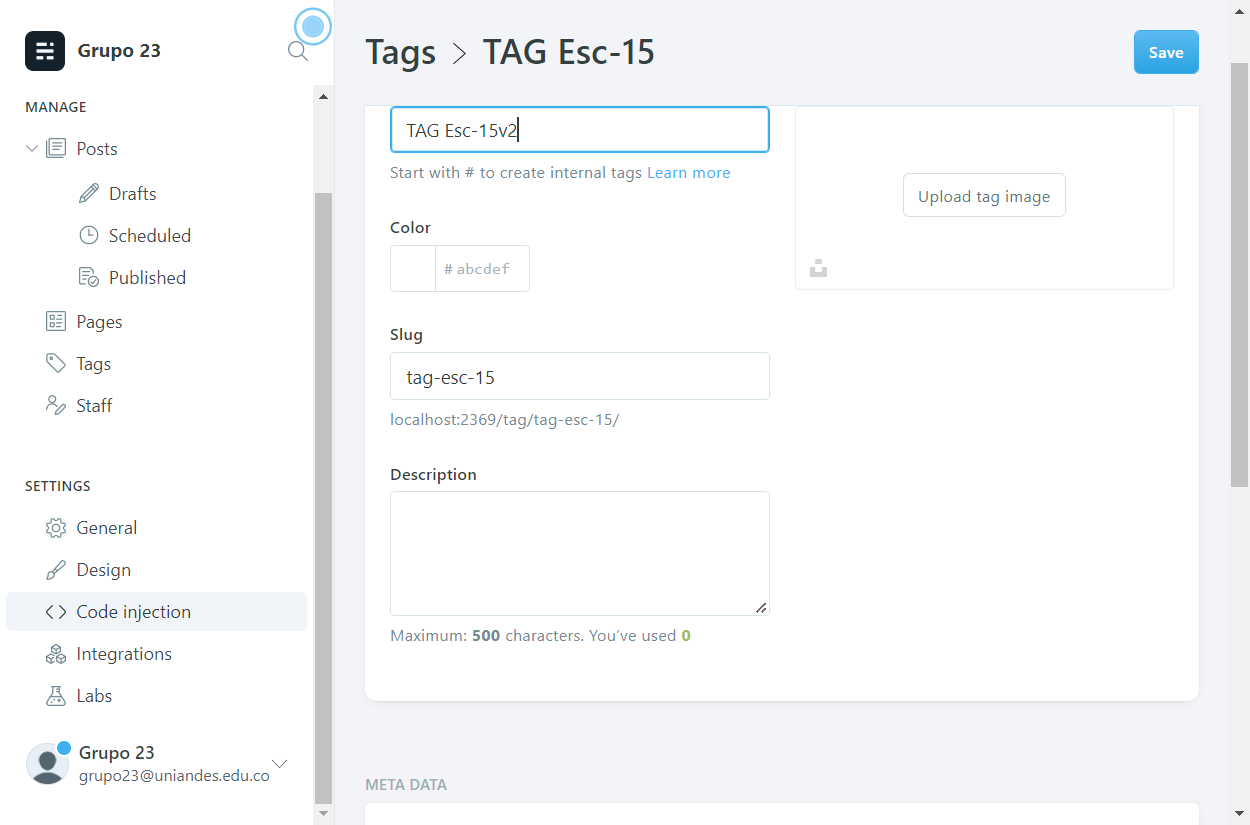 Grupo 23
MANAGE
Posts
Drafts
Scheduled
Published
Pages
Tags
Staff
SETTINGS
General
Design
Code injection
Integrations
Labs
Grupo 23
grupo23@uniandes.edu.co
Tags > TAG Esc-15
Save
TAG Esc-15v2
Start with # to create internal tags Learn more
Upload tag image
Color
# abcdef
Slug
tag-esc-15
localhost:2369/tag/tag-esc-15/
Description
Maximum: 500 characters. You’ve used 0
META DATA